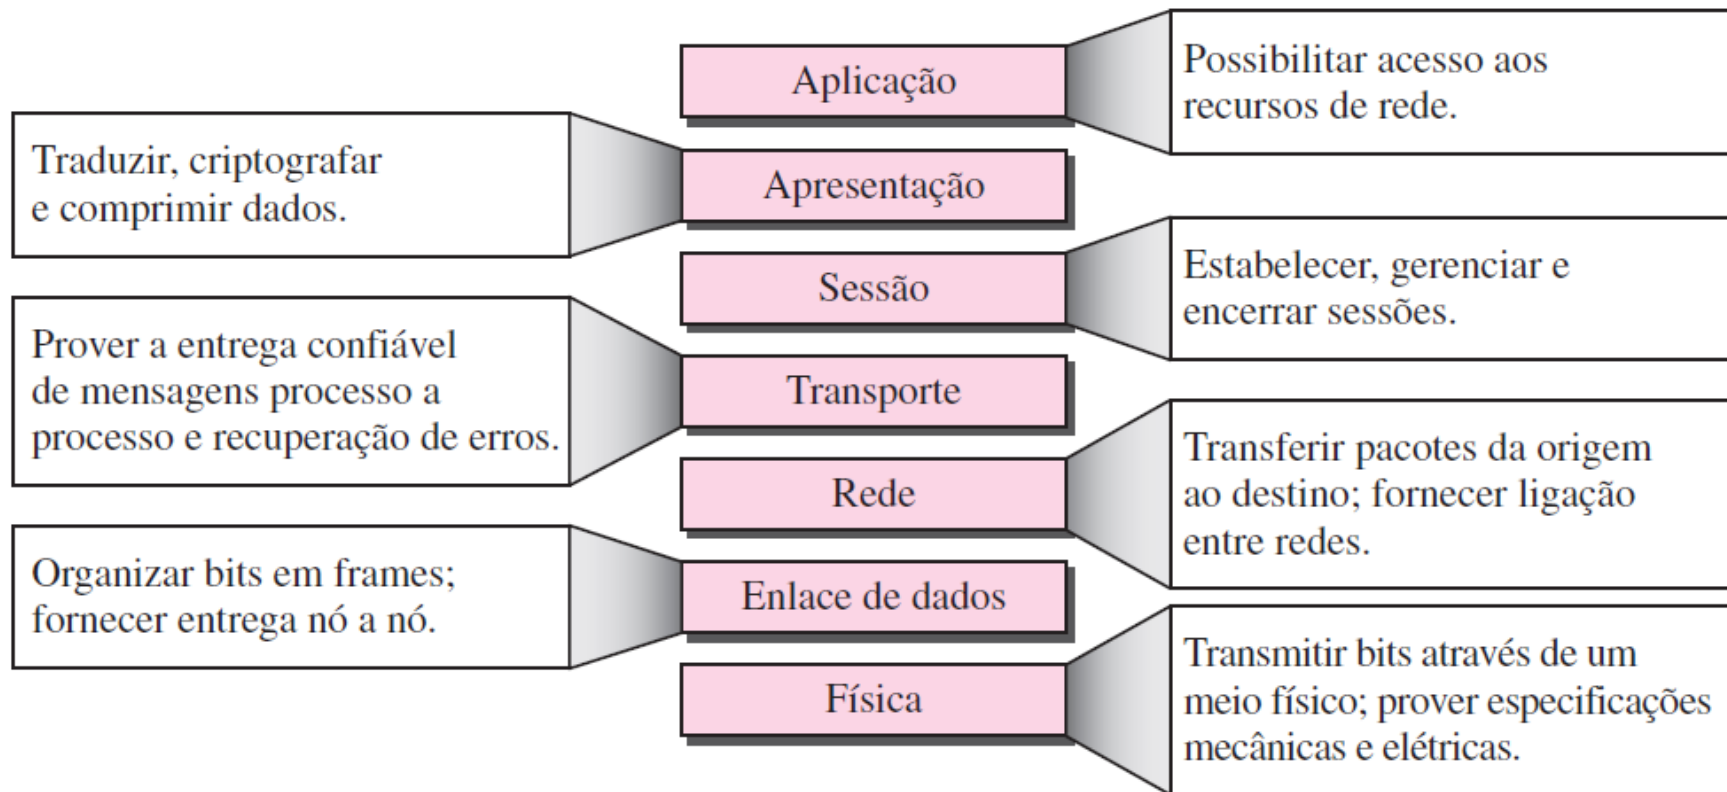 Aplicação
Possibilitar acesso aos
recursos de rede.
Traduzir, criptografar
e comprimir dados.
Apresentação
Sessão
Estabelecer, gerenciar e
encerrar sessões.
Prover a entrega confiável
de mensagens processo a
processo e recuperação de erros.
Transporte
Rede
Transferir pacotes da origem
ao destino; fornecer ligação
entre redes.
Organizar bits em frames;
fornecer entrega nó a nó.
Enlace de dados
Física
Transmitir bits através de um
meio físico; prover especificações
mecânicas e elétricas.